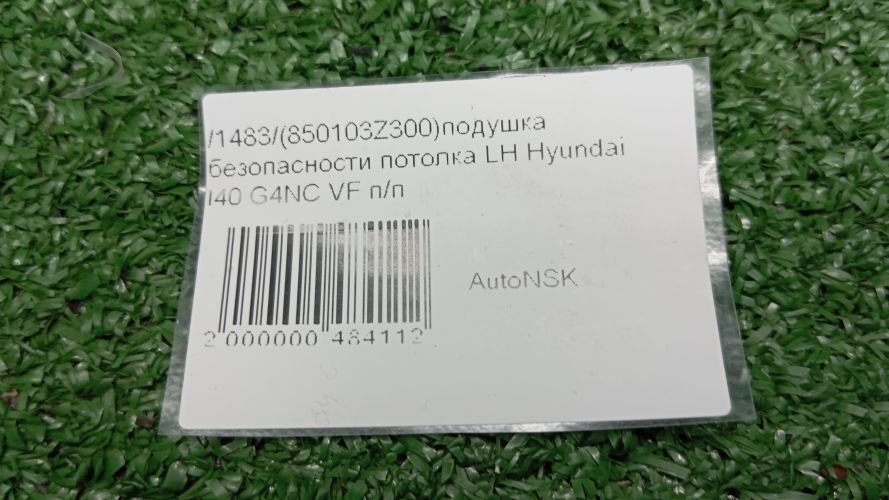 /1483/(850103Z300)подушка
безопасности потолка LH Hyundai
I40 G4NC VF п/п
AutoNSK
2 000000 484112